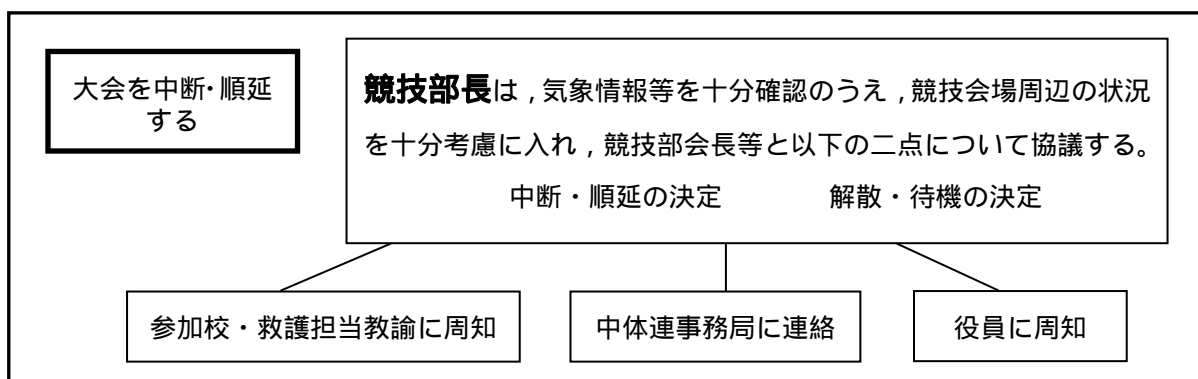 大会を中断・順延
する
競技部長は，気象情報等を十分確認のうえ，競技会場周辺の状況
を十分考慮に入れ，競技部会長等と以下の二点について協議する。
中断・順延の決定　　　解散・待機の決定
参加校・救護担当教諭に周知
中体連事務局に連絡
役員に周知